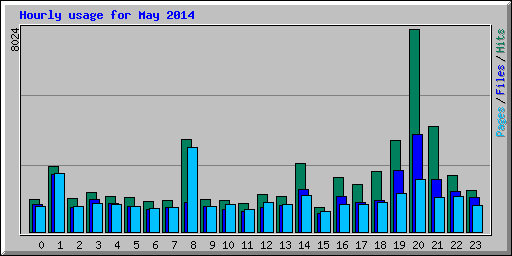 Hourly usage for May 2014
8024
Pages / Files / Hits
0 1 2 3 4 5 6 7 8 9 10 11 12 13 14 15 16 17 18 19 20 21 22 23